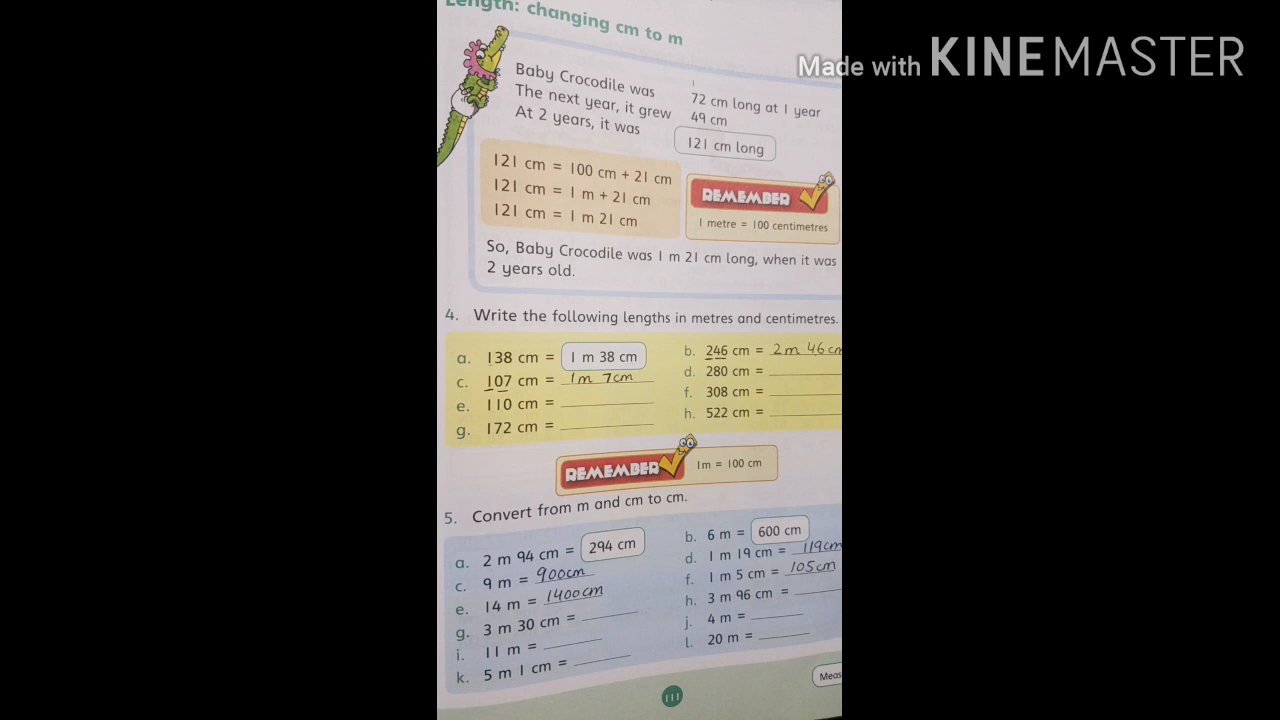 Length: changing cm to m
Made with KINEMASTER
Baby Crocodile was 72 cm long at 1 year
The next year, it grew 49 cm
At 2 years, it was 121 cm long
121 cm = 100 cm + 21 cm
121 cm = 1 m + 21 cm
121 cm = 1 m 21 cm
REMEMBER
1 metre = 100 centimetres
So, Baby Crocodile was 1 m 21 cm long, when it was
2 years old.
4. Write the following lengths in metres and centimetres.
a. 138 cm = 1 m 38 cm
b. 246 cm = 2m 46cm
c. 107 cm = 1m 7cm
d. 280 cm =
e. 110 cm =
f. 308 cm =
g. 172 cm =
h. 522 cm =
REMEMBER 1m = 100 cm
5. Convert from m and cm to cm.
a. 2 m 94 cm = 294 cm
b. 6 m = 600 cm
c. 9 m = 900cm
d. 1 m 19 cm = 119cm
e. 14 m = 1400cm
f. 1 m 5 cm = 105cm
g. 3 m 30 cm =
h. 3 m 96 cm =
i. 11 m =
j. 4 m =
k. 5 m 1 cm =
l. 20 m =
111